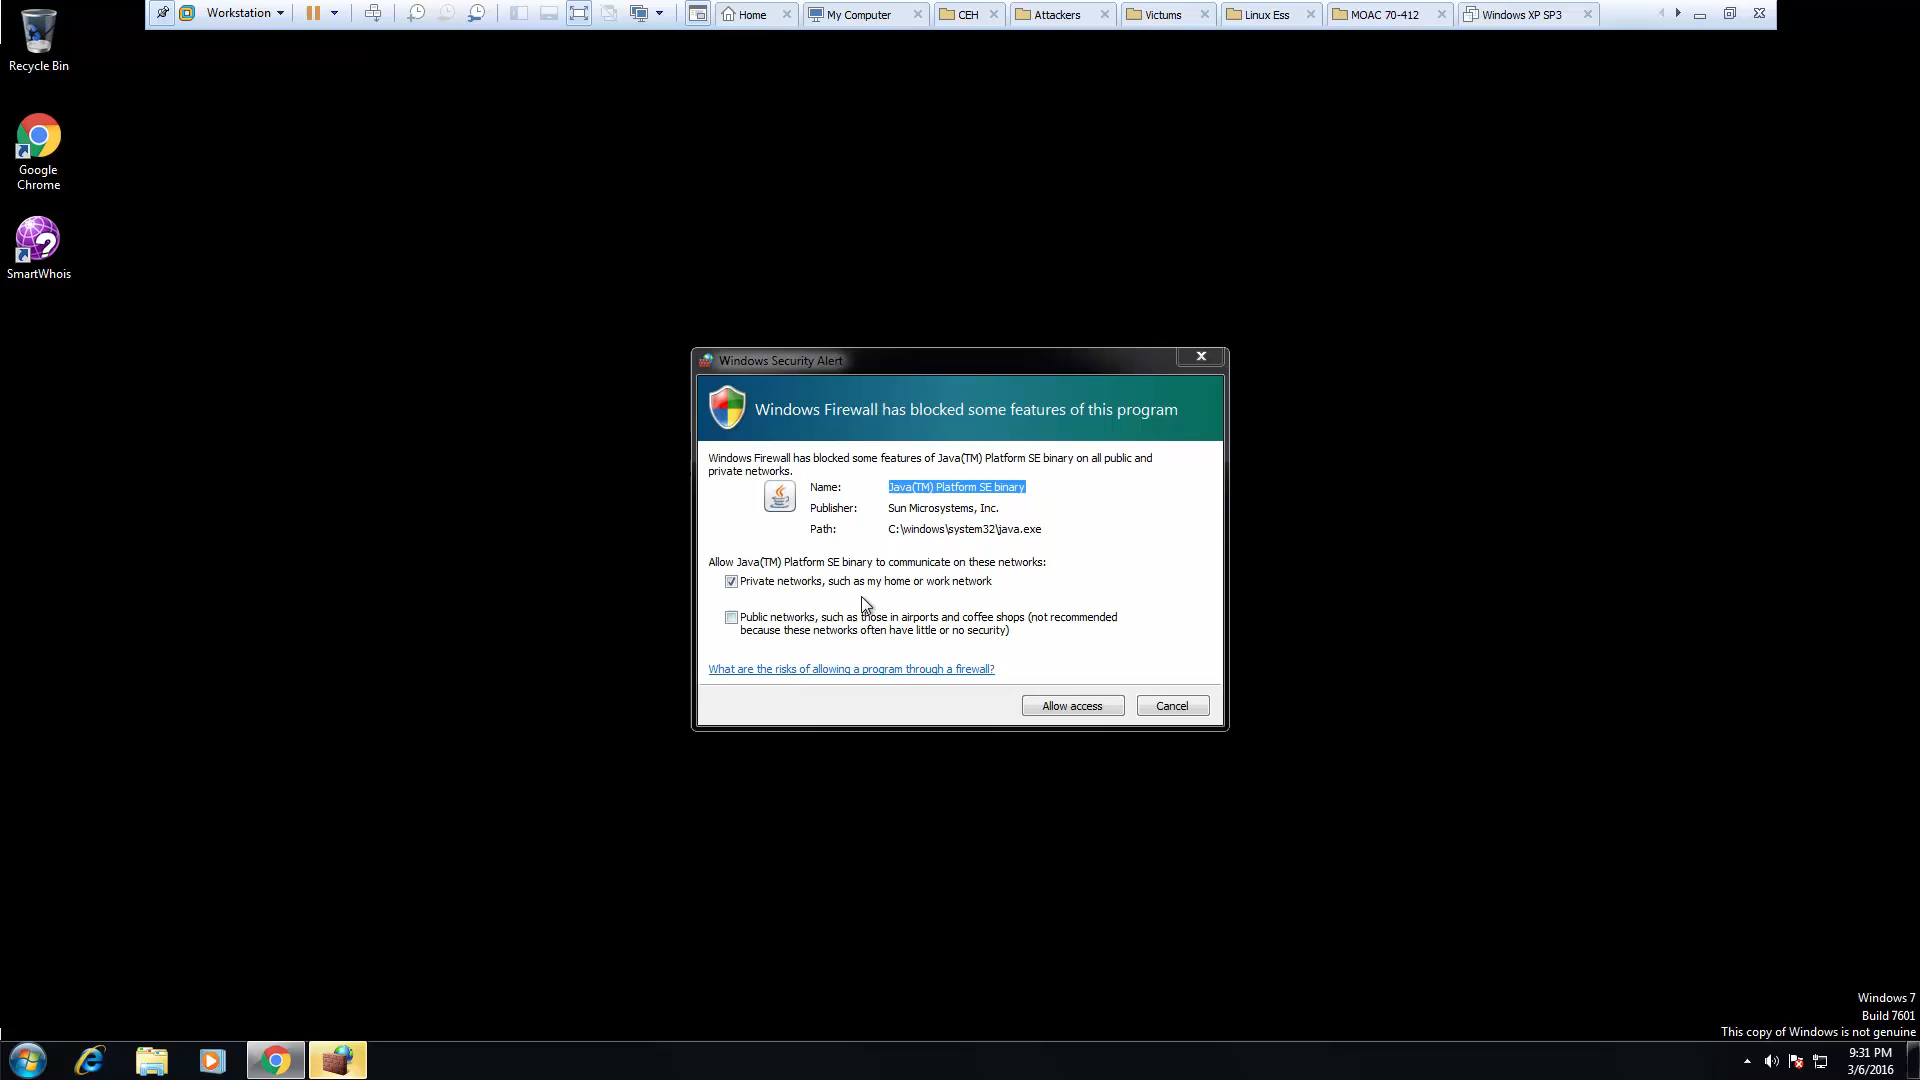 Workstation
Home
My Computer
CEH
Attackers
Victums
Linux Ess
MOAC 70-412
Windows XP SP3
Recycle Bin
Google
Chrome
SmartWhois
Windows Security Alert
Windows Firewall has blocked some features of this program
Windows Firewall has blocked some features of Java(TM) Platform SE binary on all public and
private networks.
Name: Java(TM) Platform SE binary
Publisher: Sun Microsystems, Inc.
Path: C:\windows\system32\java.exe
Allow Java(TM) Platform SE binary to communicate on these networks:
Private networks, such as my home or work network
Public networks, such as those in airports and coffee shops (not recommended
because these networks often have little or no security)
What are the risks of allowing a program through a firewall?
Allow access
Cancel
Windows 7
Build 7601
This copy of Windows is not genuine
9:31 PM
3/6/2016